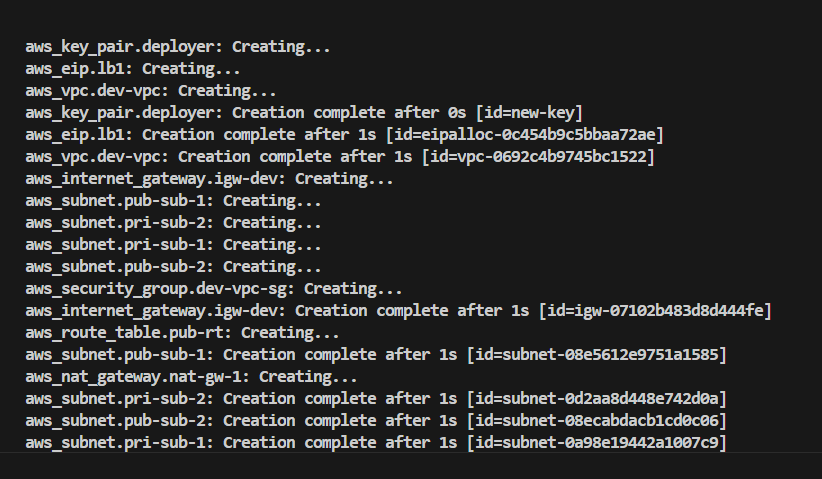 aws_key_pair.deployer: Creating...
aws_eip.lb1: Creating...
aws_vpc.dev-vpc: Creating...
aws_key_pair.deployer: Creation complete after 0s [id=new-key]
aws_eip.lb1: Creation complete after 1s [id=eipalloc-0c454b9c5bbaa72ae]
aws_vpc.dev-vpc: Creation complete after 1s [id=vpc-0692c4b9745bc1522]
aws_internet_gateway.igw-dev: Creating...
aws_subnet.pub-sub-1: Creating...
aws_subnet.pri-sub-2: Creating...
aws_subnet.pri-sub-1: Creating...
aws_subnet.pub-sub-2: Creating...
aws_security_group.dev-vpc-sg: Creating...
aws_internet_gateway.igw-dev: Creation complete after 1s [id=igw-07102b483d8d444fe]
aws_route_table.pub-rt: Creating...
aws_subnet.pub-sub-1: Creation complete after 1s [id=subnet-08e5612e9751a1585]
aws_nat_gateway.nat-gw-1: Creating...
aws_subnet.pri-sub-2: Creation complete after 1s [id=subnet-0d2aa8d448e742d0a]
aws_subnet.pub-sub-2: Creation complete after 1s [id=subnet-08ecabdacb1cd0c06]
aws_subnet.pri-sub-1: Creation complete after 1s [id=subnet-0a98e19442a1007c9]